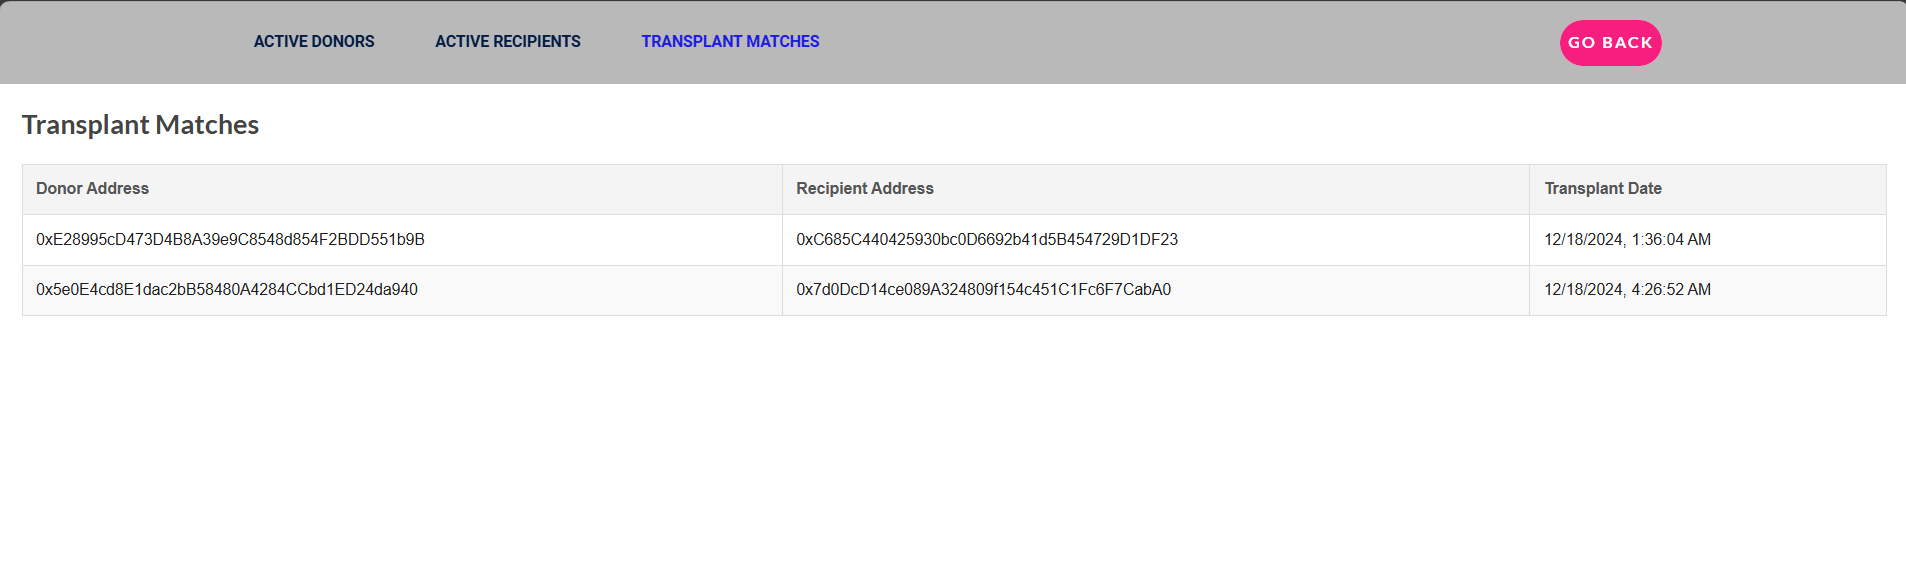 ACTIVE DONORS ACTIVE RECIPIENTS TRANSPLANT MATCHES GO BACK
Transplant Matches
Donor Address Recipient Address Transplant Date
0xE28995cD473D4B8A39e9C8548d854F2BDD551b9B 0xC685C440425930bc0D6692b41d5B454729D1DF23 12/18/2024, 1:36:04 AM
0x5e0E4cd8E1dac2bB58480A4284CCbd1ED24da940 0x7d0DcD14ce089A324809f154c451C1Fc6F7CabA0 12/18/2024, 4:26:52 AM